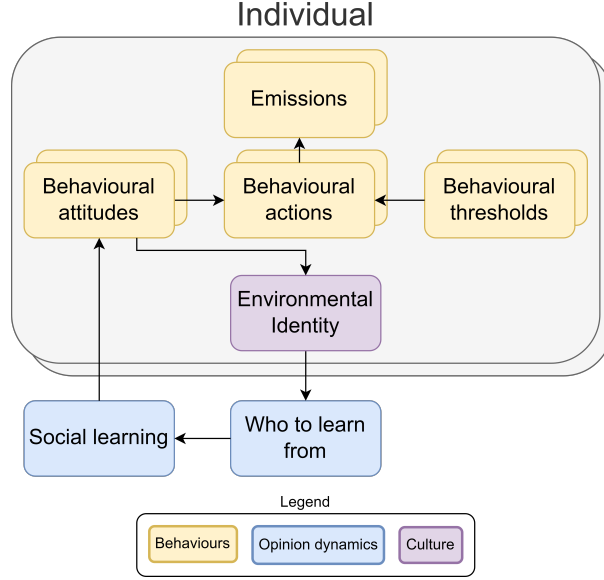 Individual
Emissions
Behavioural
attitudes
Behavioural
actions
Behavioural
thresholds
Environmental
Identity
Social learning
Who to learn
from
Legend
Behaviours
Opinion dynamics
Culture